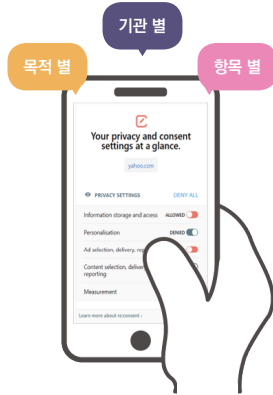 기관 별
목적 별
항목 별
Your privacy and consent
settings at a glance.
yahoo.com
PRIVACY SETTINGS DENY ALL
Information storage and access ALLOWED
Personalisation DENIED
Ad selection, delivery,
Content selection,
reporting
Measurement
Learn more about re:consent ›